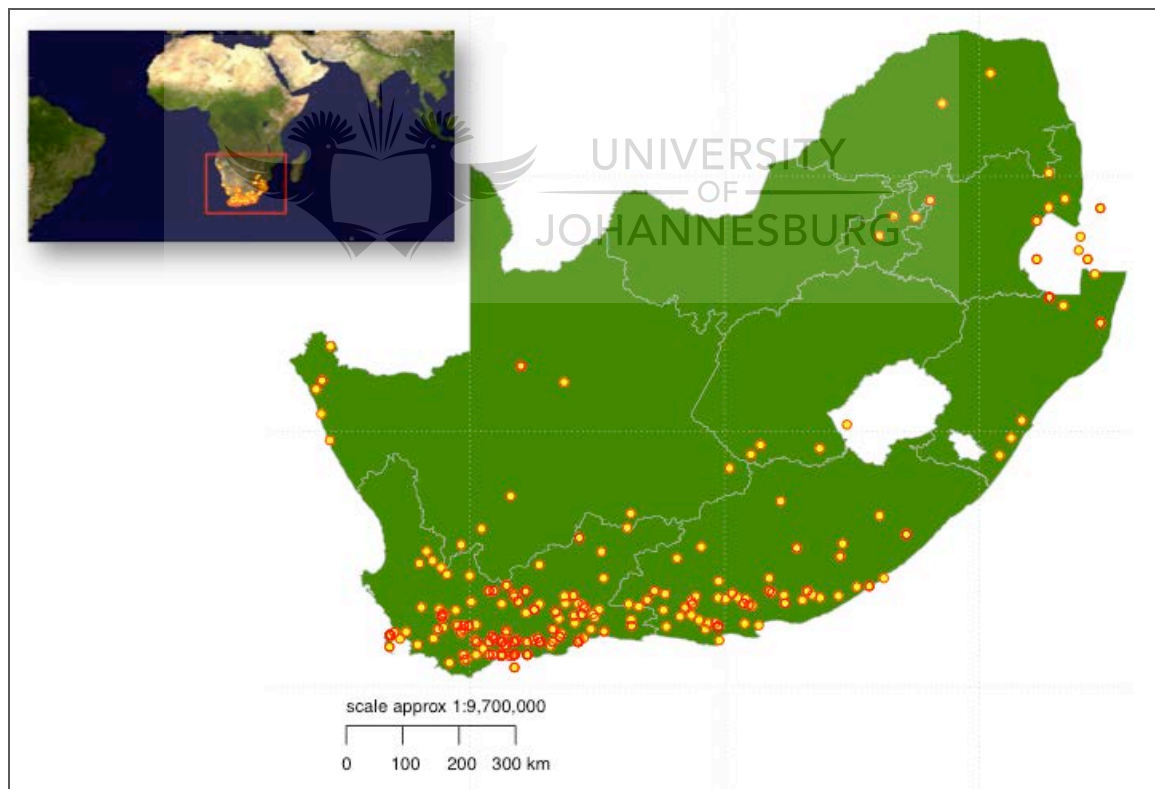 UNIVERSITY
OF
JOHANNESBURG
scale approx 1:9,700,000
0 100 200 300 km